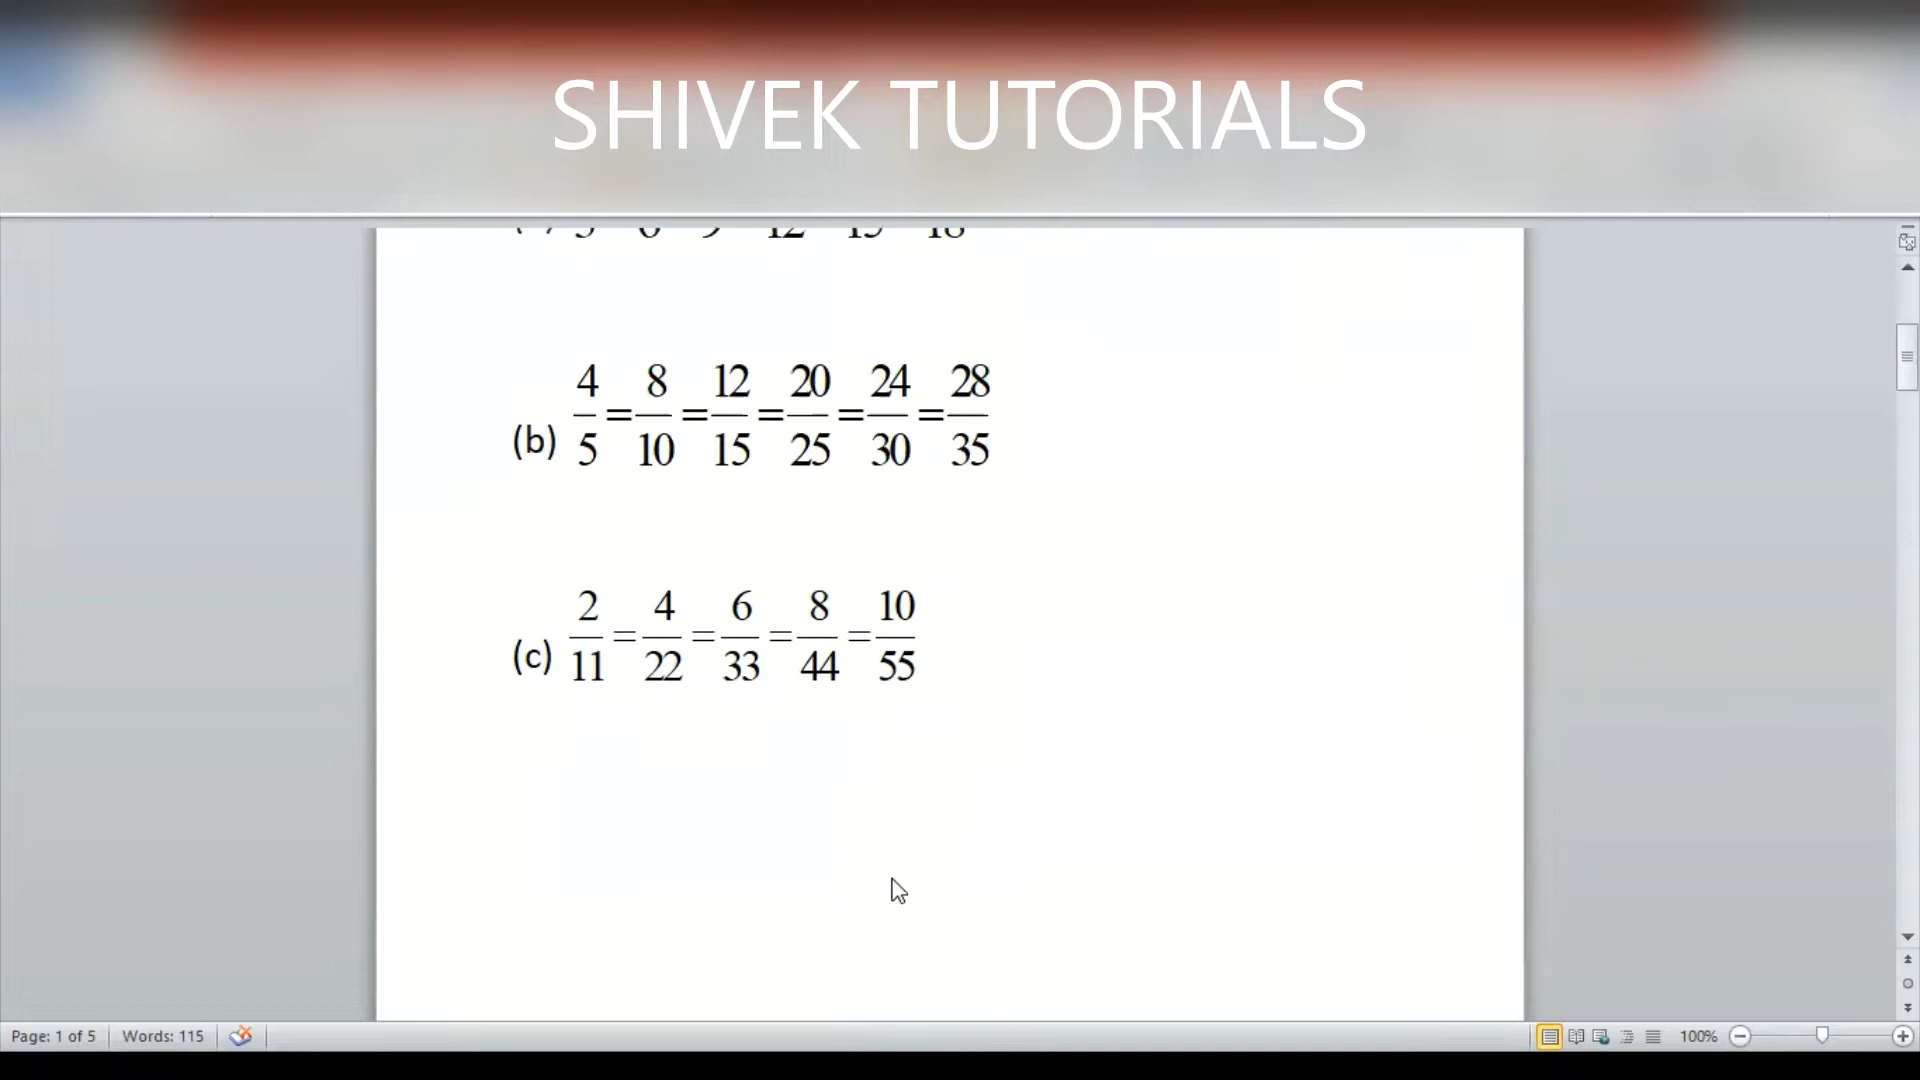 SHIVEK TUTORIALS
(b) 4/5 = 8/10 = 12/15 = 20/25 = 24/30 = 28/35
(c) 2/11 = 4/22 = 6/33 = 8/44 = 10/55
Page: 1 of 5 Words: 115 100%